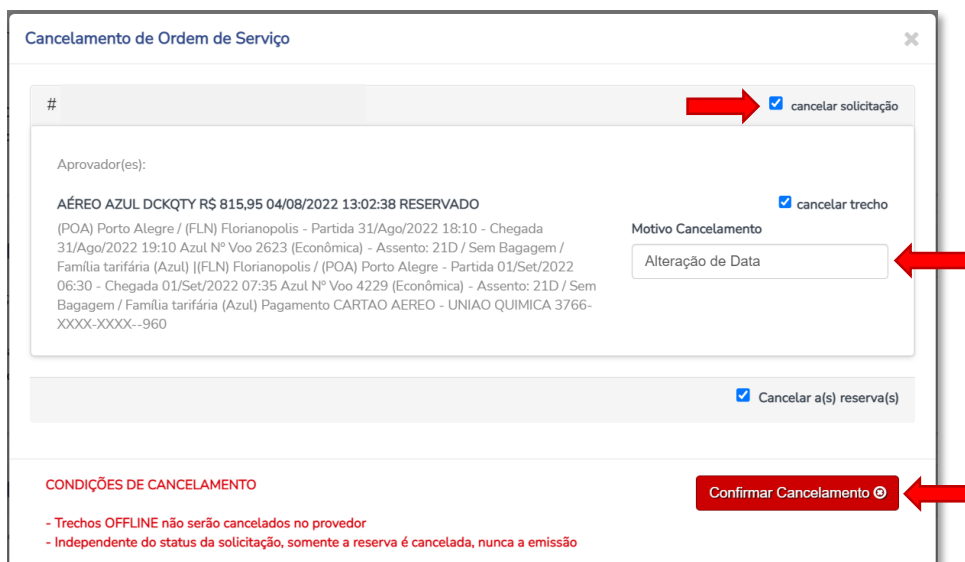 Cancelamento de Ordem de Serviço
#
cancelar solicitação
Aprovador(es):
AÉREO AZUL DCKQTY R$ 815,95 04/08/2022 13:02:38 RESERVADO
cancelar trecho
(POA) Porto Alegre / (FLN) Florianopolis - Partida 31/Ago/2022 18:10 - Chegada
31/Ago/2022 19:10 Azul Nº Voo 2623 (Econômica) - Assento: 21D / Sem Bagagem /
Família tarifária (Azul) |(FLN) Florianopolis / (POA) Porto Alegre - Partida 01/Set/2022
06:30 - Chegada 01/Set/2022 07:35 Azul Nº Voo 4229 (Econômica) - Assento: 21D / Sem
Bagagem / Família tarifária (Azul) Pagamento CARTAO AEREO - UNIAO QUIMICA 3766-
XXXX-XXXX--960
Motivo Cancelamento
Alteração de Data
Cancelar a(s) reserva(s)
CONDIÇÕES DE CANCELAMENTO
Confirmar Cancelamento
- Trechos OFFLINE não serão cancelados no provedor
- Independente do status da solicitação, somente a reserva é cancelada, nunca a emissão